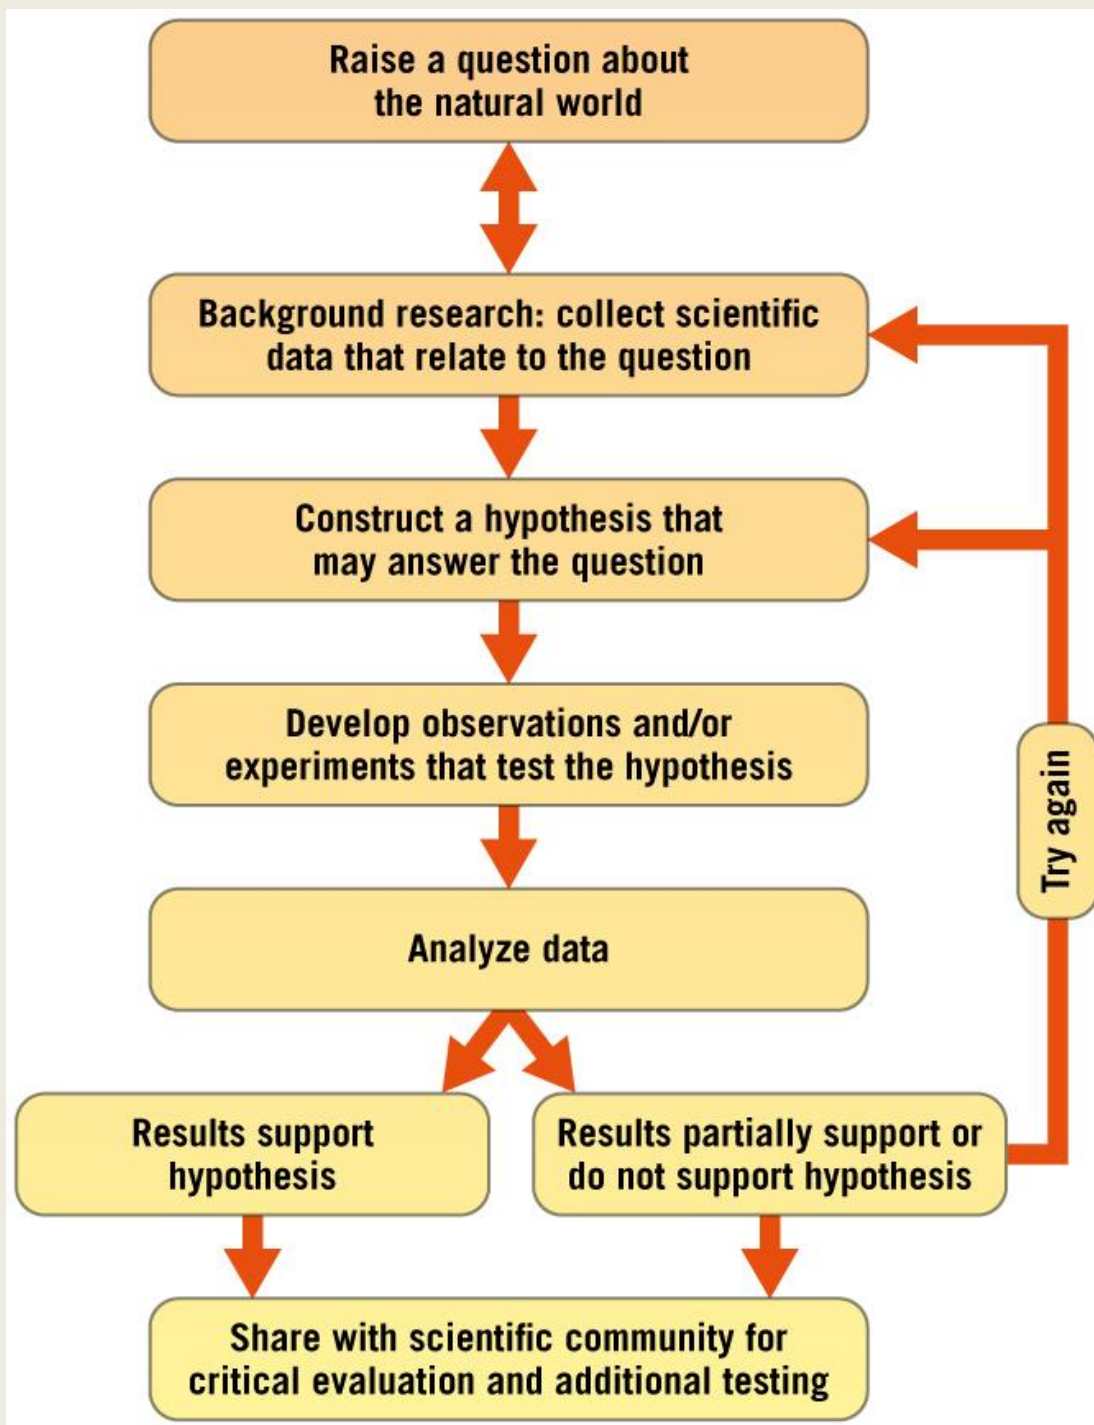 Raise a question about
the natural world
Background research: collect scientific
data that relate to the question
Construct a hypothesis that
may answer the question
Develop observations and/or
experiments that test the hypothesis
Try again
Analyze data
Results support
hypothesis
Results partially support or
do not support hypothesis
Share with scientific community for
critical evaluation and additional testing